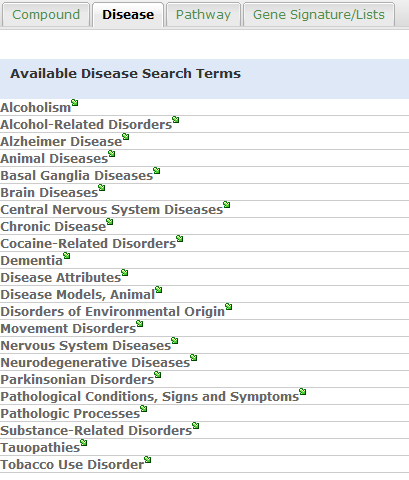 Compound Disease Pathway Gene Signature/Lists
Available Disease Search Terms
Alcoholism
Alcohol-Related Disorders
Alzheimer Disease
Animal Diseases
Basal Ganglia Diseases
Brain Diseases
Central Nervous System Diseases
Chronic Disease
Cocaine-Related Disorders
Dementia
Disease Attributes
Disease Models, Animal
Disorders of Environmental Origin
Movement Disorders
Nervous System Diseases
Neurodegenerative Diseases
Parkinsonian Disorders
Pathological Conditions, Signs and Symptoms
Pathologic Processes
Substance-Related Disorders
Tauopathies
Tobacco Use Disorder